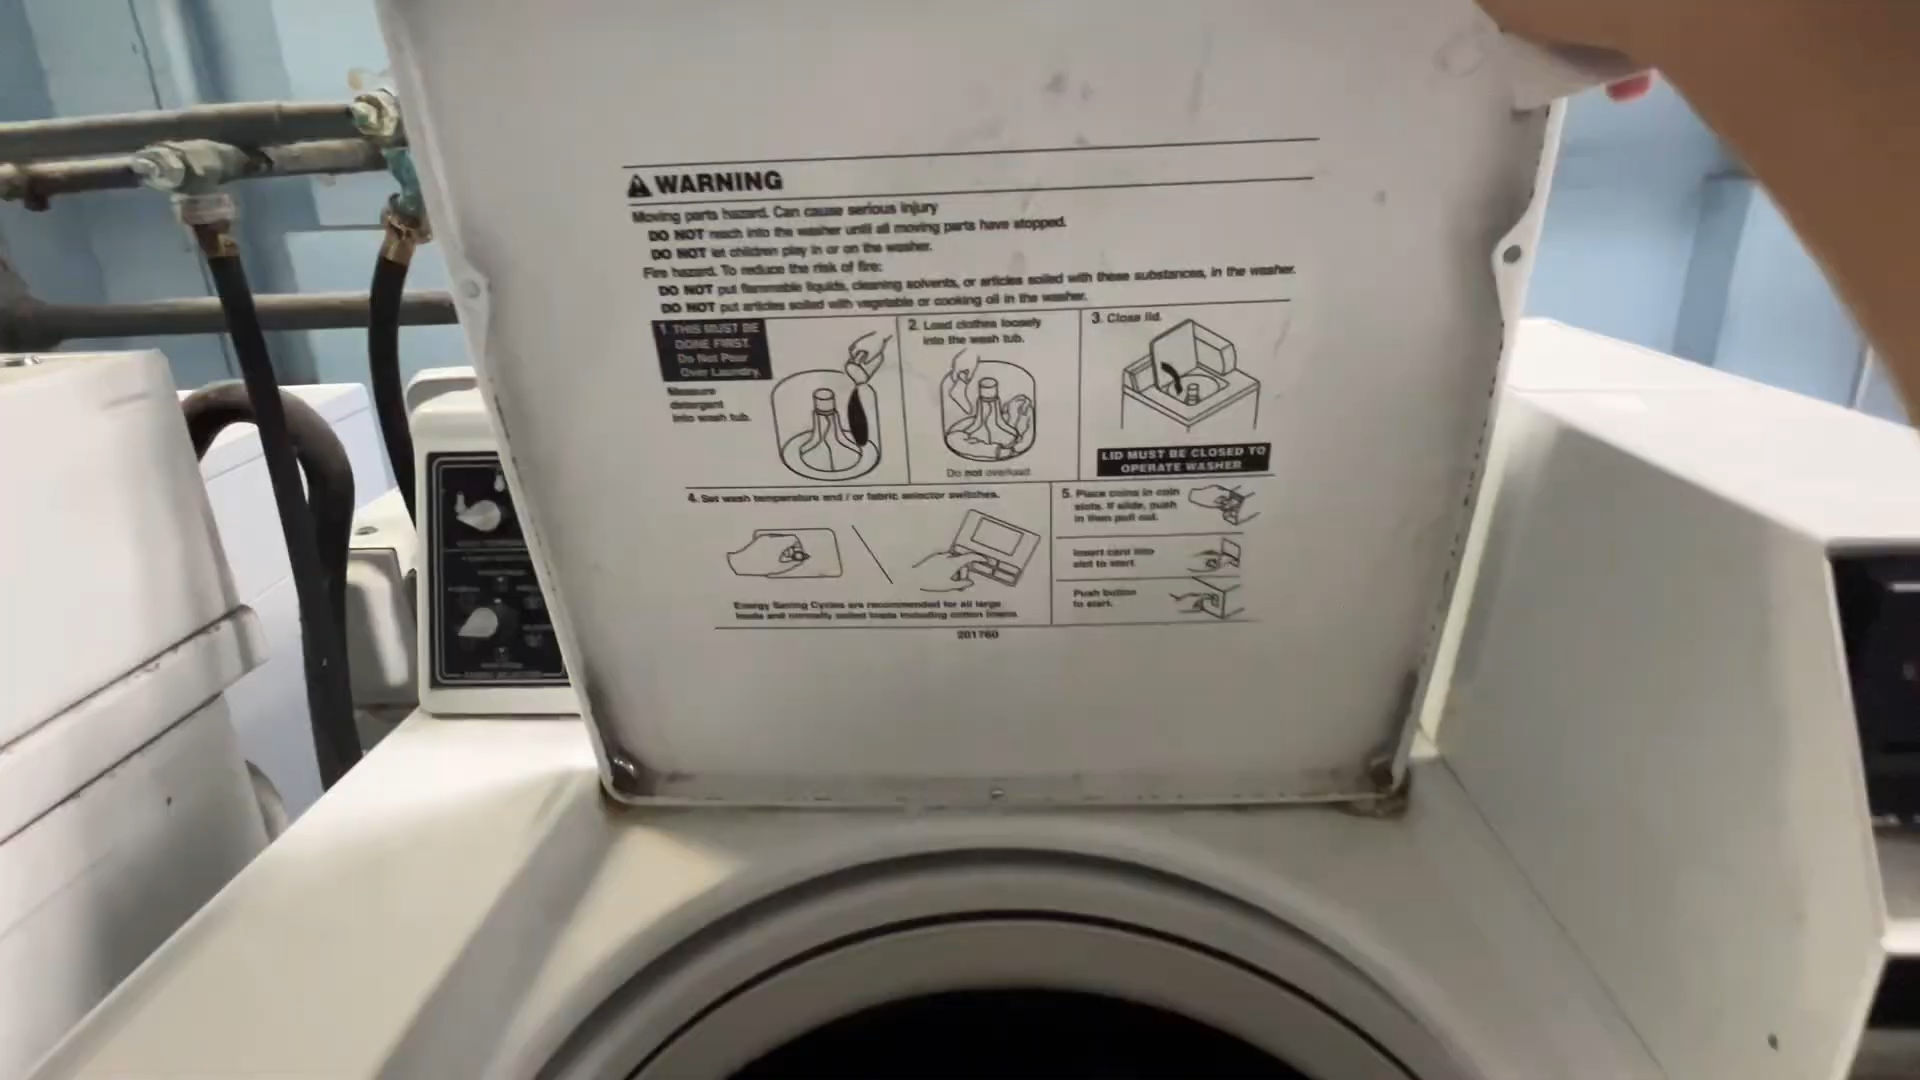 WARNING
Moving parts hazard. Can cause serious injury
DO NOT reach into the washer until all moving parts have stopped.
DO NOT let children play in or on the washer.
Fire hazard. To reduce the risk of fire:
DO NOT put flammable liquids, cleaning solvents, or articles soiled with these substances, in the washer.
DO NOT put articles soiled with vegetable or cooking oil in the washer.
1. THIS MUST BE
DONE FIRST.
Do Not Pour
Over Laundry.
Measure
detergent
into wash tub.
2. Load clothes loosely
into the wash tub.
Do not overload
3. Close lid.
LID MUST BE CLOSED TO
OPERATE WASHER
4. Set wash temperature and / or fabric selector switches.
Energy Saving Cycles are recommended for all large
loads and normally soiled loads including cotton linens.
5. Place coins in coin
slots. If slide, push
in then pull out.
Insert card into
slot to start.
Push button
to start.
201760